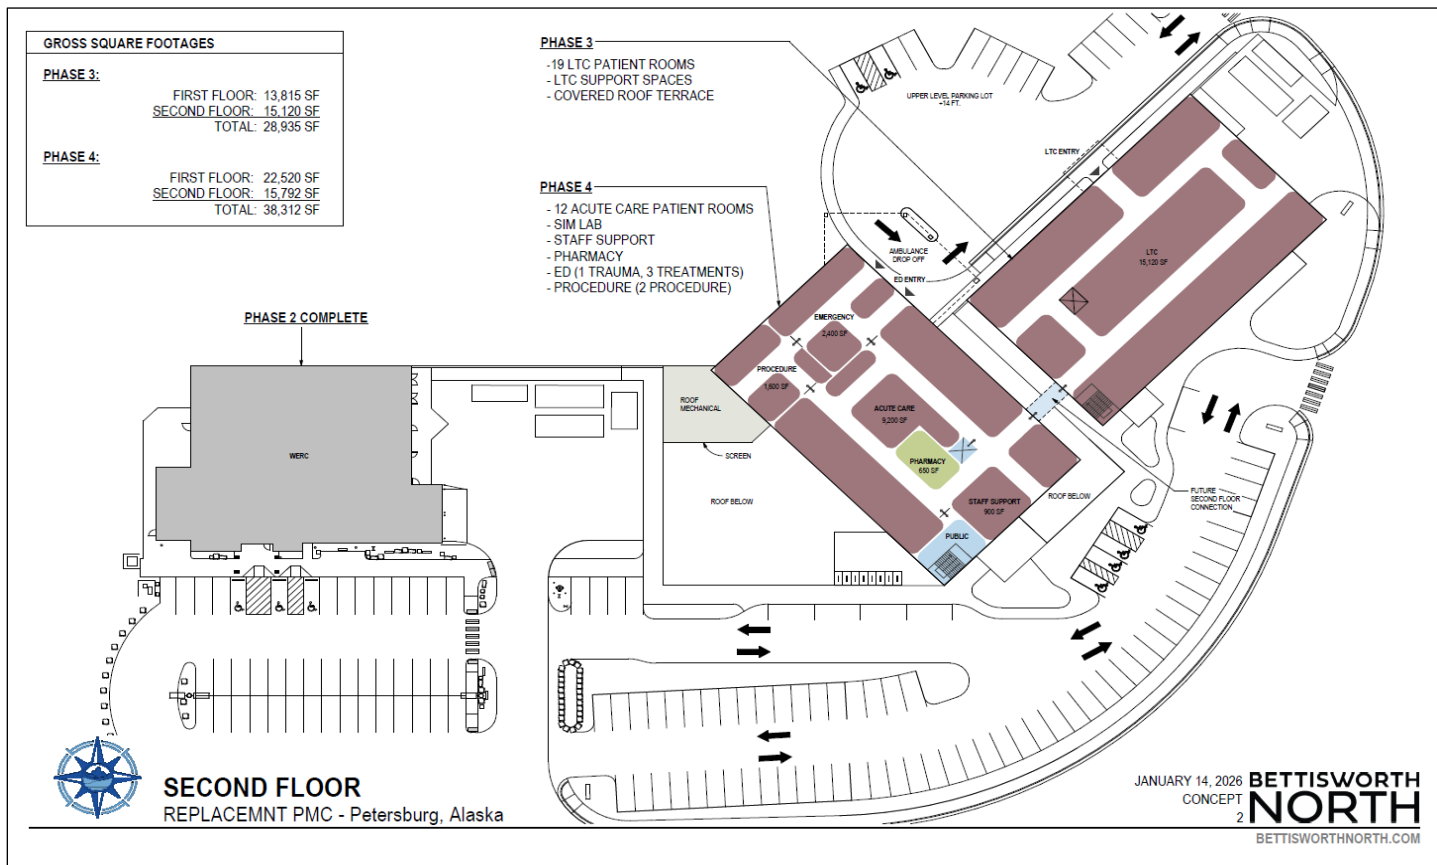 GROSS SQUARE FOOTAGES
PHASE 3:
FIRST FLOOR: 13,815 SF
SECOND FLOOR: 15,120 SF
TOTAL: 28,935 SF
PHASE 4:
FIRST FLOOR: 22,520 SF
SECOND FLOOR: 15,792 SF
TOTAL: 38,312 SF
PHASE 3
-19 LTC PATIENT ROOMS
- LTC SUPPORT SPACES
- COVERED ROOF TERRACE
UPPER LEVEL PARKING LOT
+14 FT.
LTC ENTRY
PHASE 4
- 12 ACUTE CARE PATIENT ROOMS
- SIM LAB
- STAFF SUPPORT
- PHARMACY
- ED (1 TRAUMA, 3 TREATMENTS)
- PROCEDURE (2 PROCEDURE)
AMBULANCE
DROP OFF
ED ENTRY
LTC
15,120 SF
PHASE 2 COMPLETE
EMERGENCY
2,400 SF
PROCEDURE
1,600 SF
ROOF
MECHANICAL
ACUTE CARE
9,200 SF
WERC
SCREEN
PHARMACY
650 SF
ROOF BELOW
STAFF SUPPORT
900 SF
ROOF BELOW
FUTURE
SECOND FLOOR
CONNECTION
PUBLIC
SECOND FLOOR
REPLACEMNT PMC - Petersburg, Alaska
JANUARY 14, 2026
CONCEPT
2
BETTISWORTH
NORTH
BETTISWORTHNORTH.COM